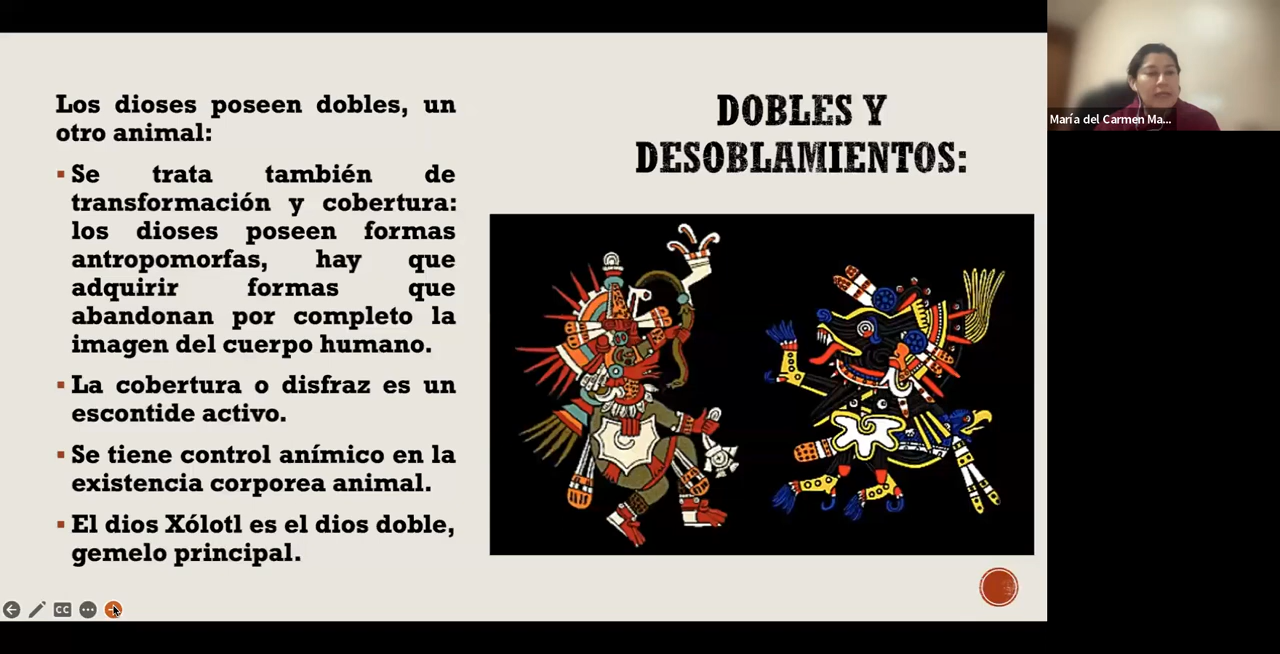 Los dioses poseen dobles, un
otro animal:
Se trata también de
transformación y cobertura:
los dioses poseen formas
antropomorfas, hay que
adquirir formas que
abandonan por completo la
imagen del cuerpo humano.
La cobertura o disfraz es un
escontide activo.
Se tiene control anímico en la
existencia corporea animal.
El dios Xólotl es el dios doble,
gemelo principal.
DOBLES Y
DESOBLAMIENTOS:
María del Carmen Ma...
CC